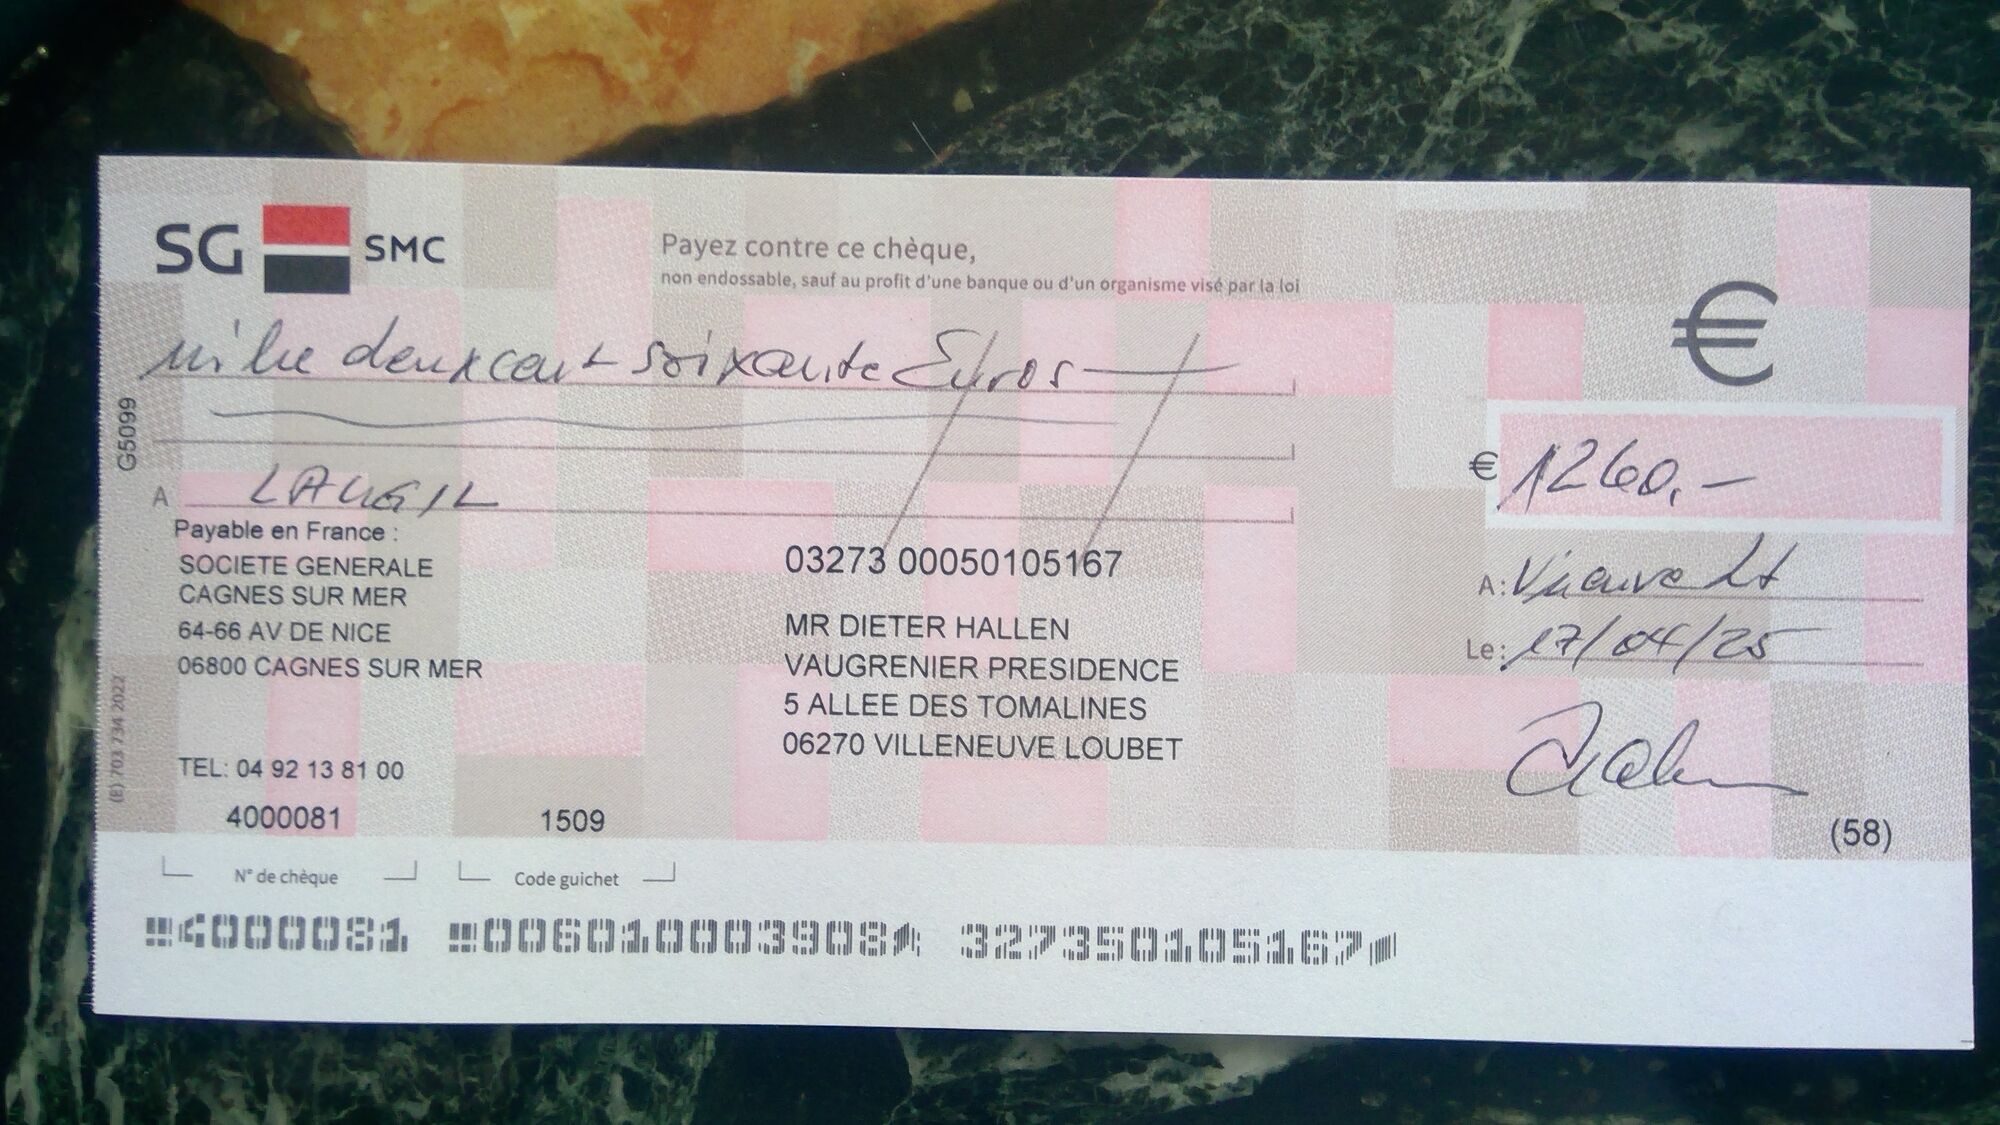 SG SMC
Payez contre ce chèque,
non endossable, sauf au profit d'une banque ou d'un organisme visé par la loi
€
mille deux cent soixante Euros
G5099
€ 1260,-
A LAUGIL
Payable en France :
SOCIETE GENERALE
CAGNES SUR MER
64-66 AV DE NICE
06800 CAGNES SUR MER
TEL: 04 92 13 81 00
03273 00050105167
MR DIETER HALLEN
VAUGRENIER PRESIDENCE
5 ALLEE DES TOMALINES
06270 VILLENEUVE LOUBET
A:
Le: 17/04/25
(E) 703 734 2022
4000081 1509
(58)
N° de chèque Code guichet
4000081 006010003908 327350105167